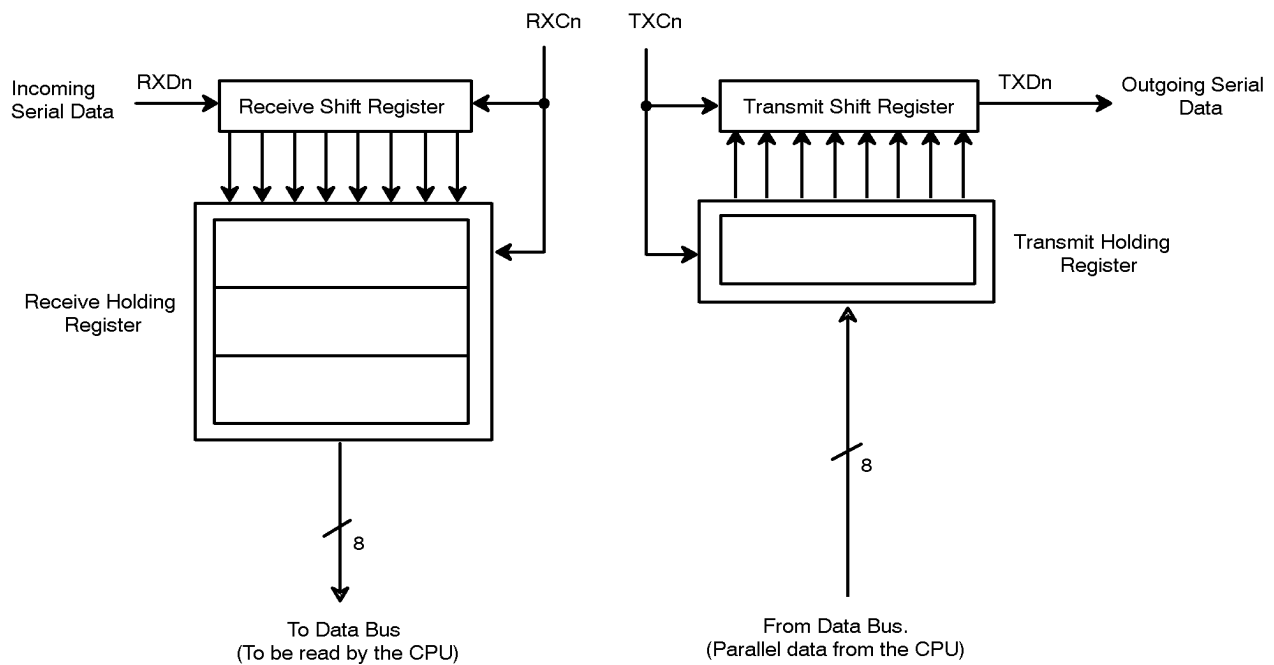 RXCn
TXCn
Incoming
Serial Data
RXDn
Receive Shift Register
Transmit Shift Register
TXDn
Outgoing Serial
Data
Receive Holding
Register
Transmit Holding
Register
8
8
To Data Bus
(To be read by the CPU)
From Data Bus.
(Parallel data from the CPU)